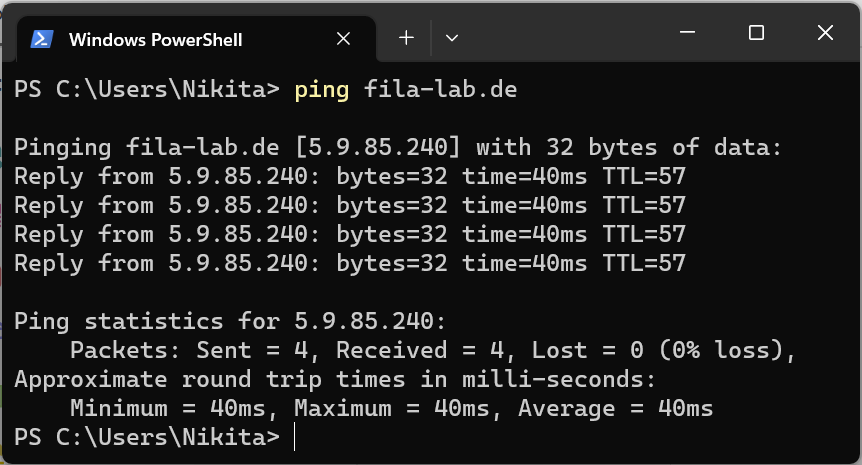 Windows PowerShell
PS C:\Users\Nikita> ping fila-lab.de
Pinging fila-lab.de [5.9.85.240] with 32 bytes of data:
Reply from 5.9.85.240: bytes=32 time=40ms TTL=57
Reply from 5.9.85.240: bytes=32 time=40ms TTL=57
Reply from 5.9.85.240: bytes=32 time=40ms TTL=57
Reply from 5.9.85.240: bytes=32 time=40ms TTL=57
Ping statistics for 5.9.85.240:
    Packets: Sent = 4, Received = 4, Lost = 0 (0% loss),
Approximate round trip times in milli-seconds:
    Minimum = 40ms, Maximum = 40ms, Average = 40ms
PS C:\Users\Nikita>